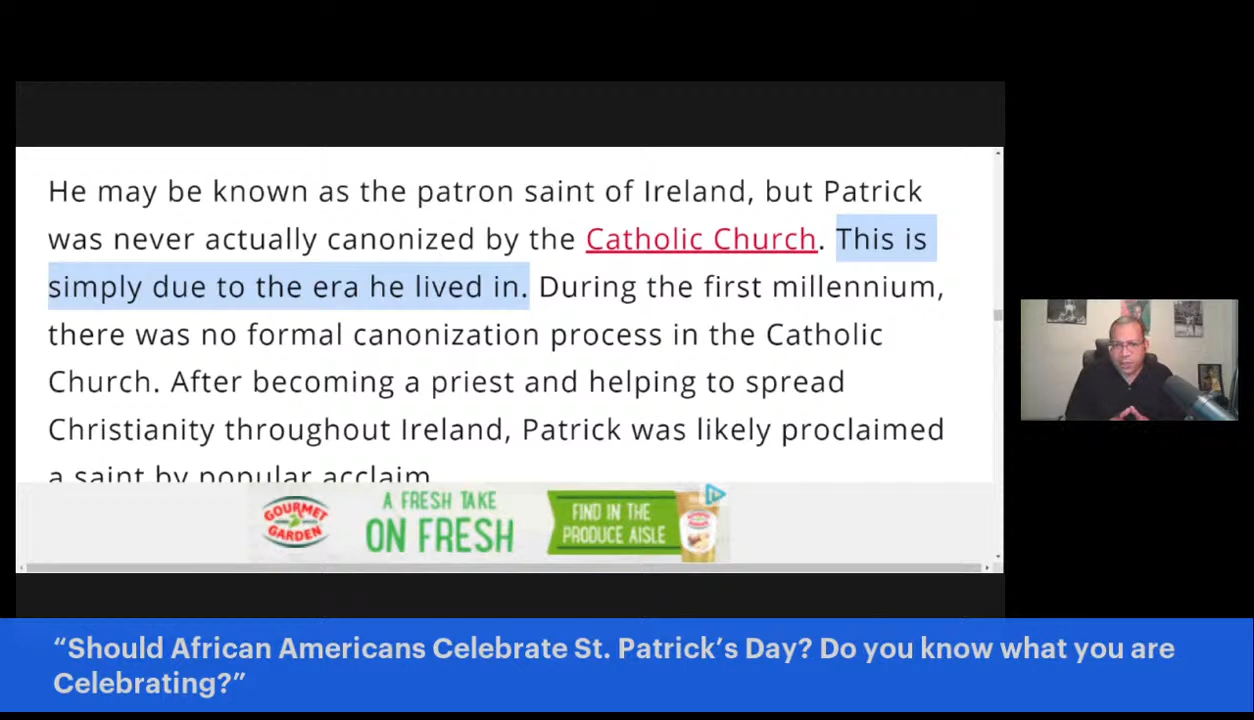 He may be known as the patron saint of Ireland, but Patrick
was never actually canonized by the Catholic Church. This is
simply due to the era he lived in. During the first millennium,
there was no formal canonization process in the Catholic
Church. After becoming a priest and helping to spread
Christianity throughout Ireland, Patrick was likely proclaimed
a saint by popular acclaim
GOURMET
GARDEN
A FRESH TAKE
ON FRESH
FIND IN THE
PRODUCE AISLE
“Should African Americans Celebrate St. Patrick’s Day? Do you know what you are
Celebrating?”